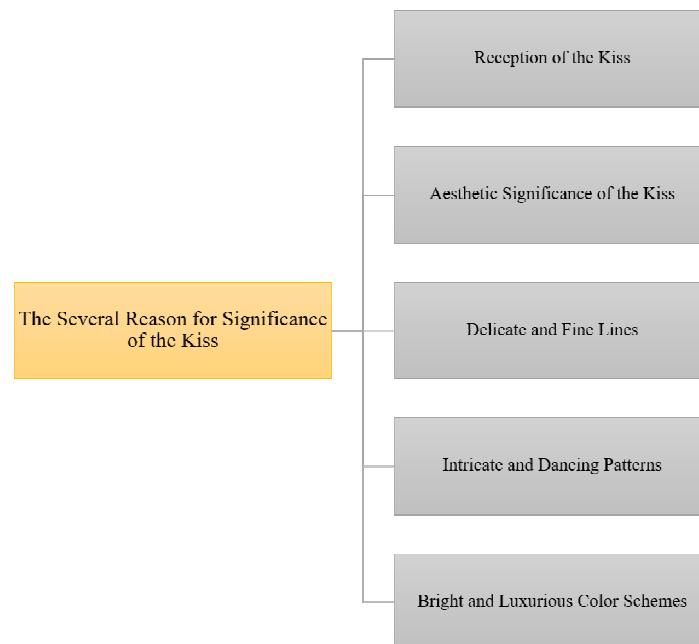 Reception of the Kiss
Aesthetic Significance of the Kiss
The Several Reason for Significance
of the Kiss
Delicate and Fine Lines
Intricate and Dancing Patterns
Bright and Luxurious Color Schemes